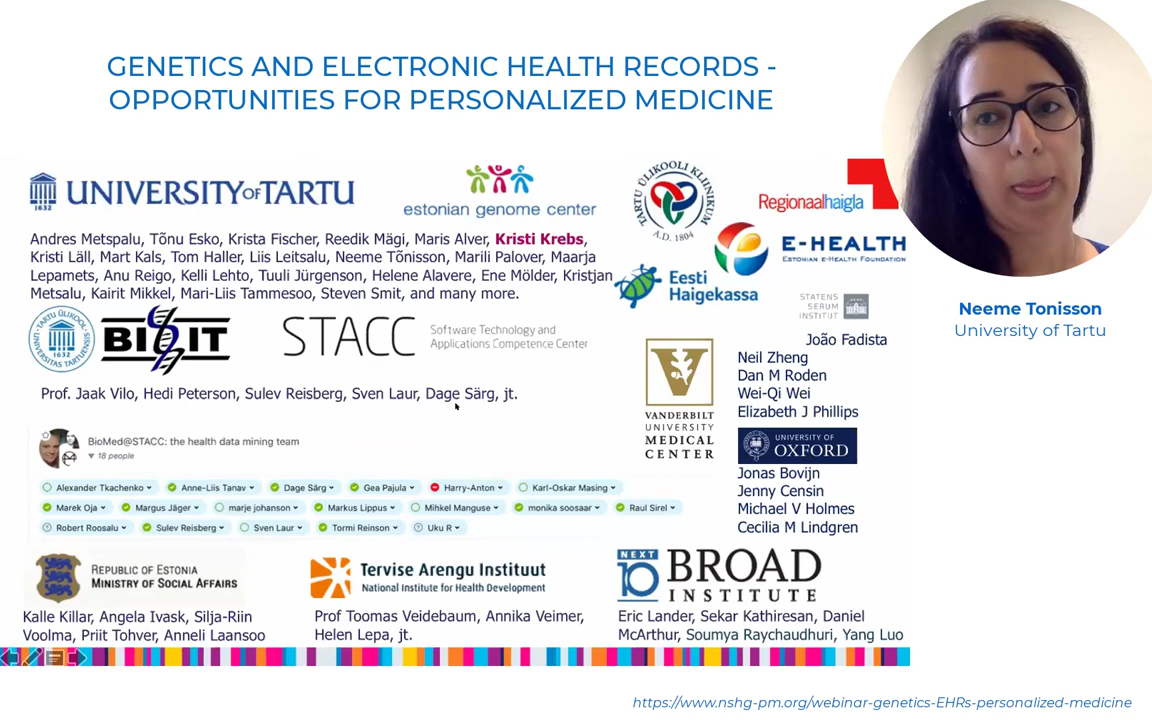 GENETICS AND ELECTRONIC HEALTH RECORDS -
OPPORTUNITIES FOR PERSONALIZED MEDICINE
1632
UNIVERSITY OF TARTU
estonian genome center
TARTU ÜLIKOOLI KLIINIKUM
A.D. 1804
Regionaalhaigla
Andres Metspalu, Tõnu Esko, Krista Fischer, Reedik Mägi, Maris Alver, Kristi Krebs,
Kristi Läll, Mart Kals, Tom Haller, Liis Leitsalu, Neeme Tõnisson, Marili Palover, Maarja
Lepamets, Anu Reigo, Kelli Lehto, Tuuli Jürgenson, Helene Alavere, Ene Mölder, Kristjan
Metsalu, Kairit Mikkel, Mari-Liis Tammesoo, Steven Smit, and many more.
E-HEALTH
ESTONIAN e-HEALTH FOUNDATION
Eesti
Haigekassa
STATENS
SERUM
INSTITUT
João Fadista
TARTU ÜLIKOOL
UNIVERSITAS TARTUENSIS
1632
BIIT
STACC
Software Technology and
Applications Competence Center
Prof. Jaak Vilo, Hedi Peterson, Sulev Reisberg, Sven Laur, Dage Särg, jt.
V
VANDERBILT
UNIVERSITY
MEDICAL
CENTER
Neil Zheng
Dan M Roden
Wei-Qi Wei
Elizabeth J Phillips
UNIVERSITY OF
OXFORD
Jonas Bovijn
Jenny Censin
Michael V Holmes
Cecilia M Lindgren
BioMed@STACC: the health data mining team
18 people
Alexander Tkachenko
Anne-Liis Tanav
Dage Särg
Gea Pajula
Harry-Anton
Karl-Oskar Masing
Marek Oja
Margus Jäger
marje johanson
Markus Lippus
Mihkel Manguse
monika soosaar
Raul Sirel
Robert Roosalu
Sulev Reisberg
Sven Laur
Tormi Reinson
Uku R
REPUBLIC OF ESTONIA
MINISTRY OF SOCIAL AFFAIRS
Kalle Killar, Angela Ivask, Silja-Riin
Voolma, Priit Tohver, Anneli Laansoo
Tervise Arengu Instituut
National Institute for Health Development
Prof Toomas Veidebaum, Annika Veimer,
Helen Lepa, jt.
NEXT
10
BROAD
INSTITUTE
Eric Lander, Sekar Kathiresan, Daniel
McArthur, Soumya Raychaudhuri, Yang Luo
Neeme Tonisson
University of Tartu
https://www.nshg-pm.org/webinar-genetics-EHRs-personalized-medicine